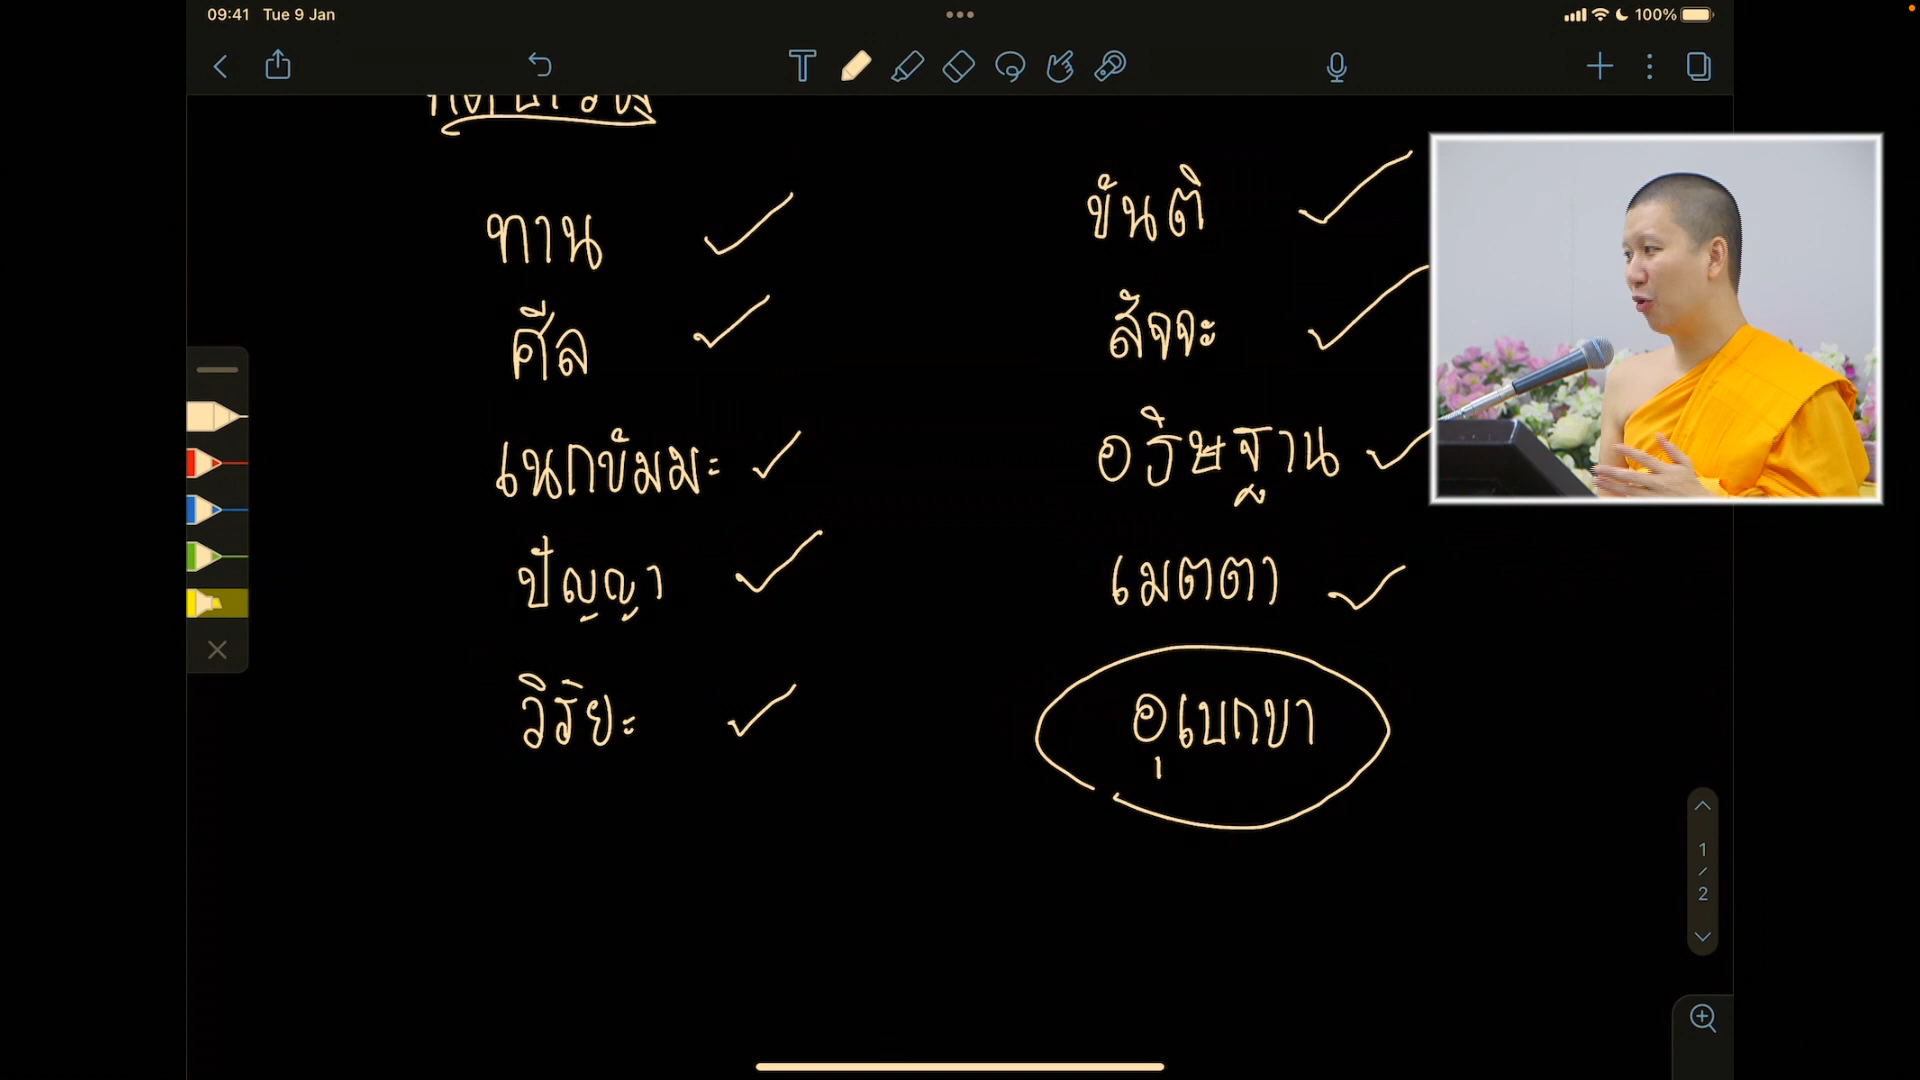 09:41 Tue 9 Jan
100%
ทาน
ศีล
เนกขัมมะ
ปัญญา
วิริยะ
ขันติ
สัจจะ
อธิษฐาน
เมตตา
อุเบกขา
1
/
2